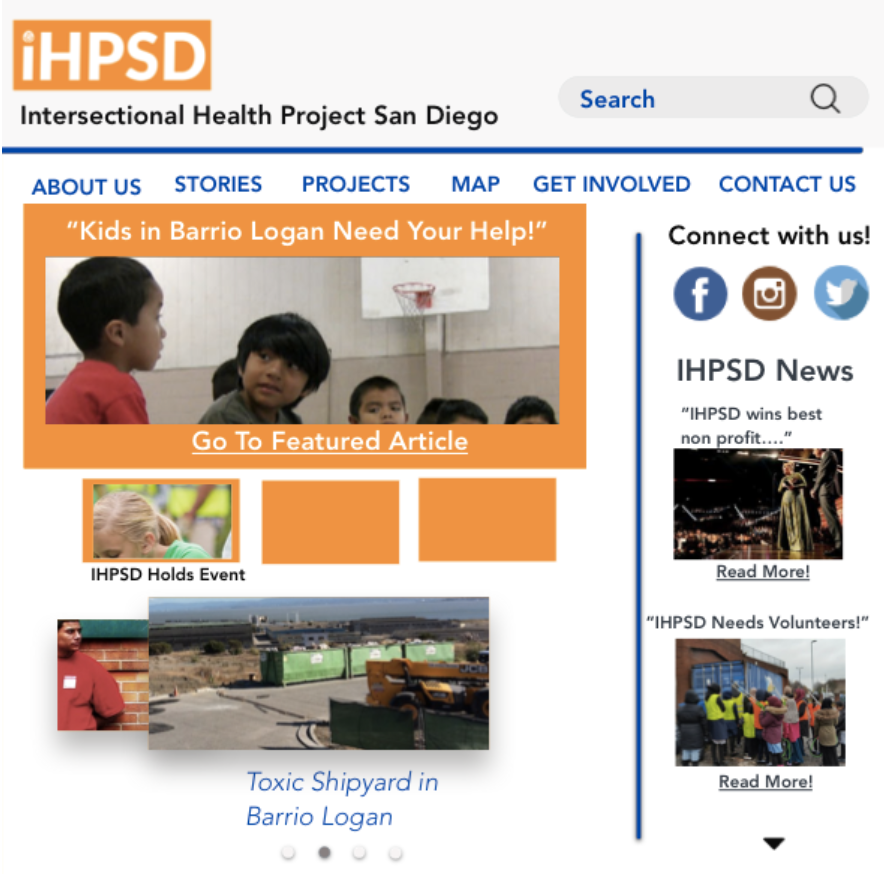 iHPSD
Intersectional Health Project San Diego
Search
ABOUT US STORIES PROJECTS MAP GET INVOLVED CONTACT US
“Kids in Barrio Logan Need Your Help!”
Go To Featured Article
IHPSD Holds Event
Toxic Shipyard in
Barrio Logan
Connect with us!
IHPSD News
“IHPSD wins best
non profit....”
Read More!
“IHPSD Needs Volunteers!”
Read More!